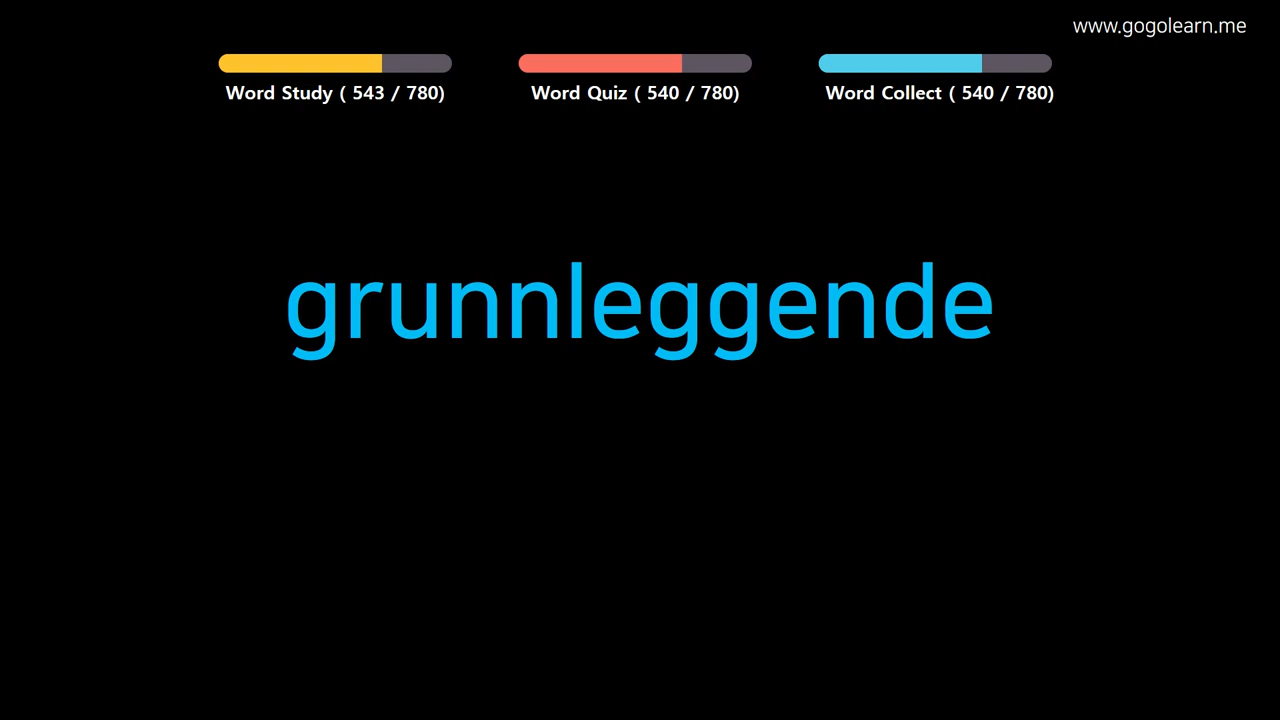 www.gogolearn.me
Word Study ( 543 / 780)
Word Quiz ( 540 / 780)
Word Collect ( 540 / 780)
grunnleggende